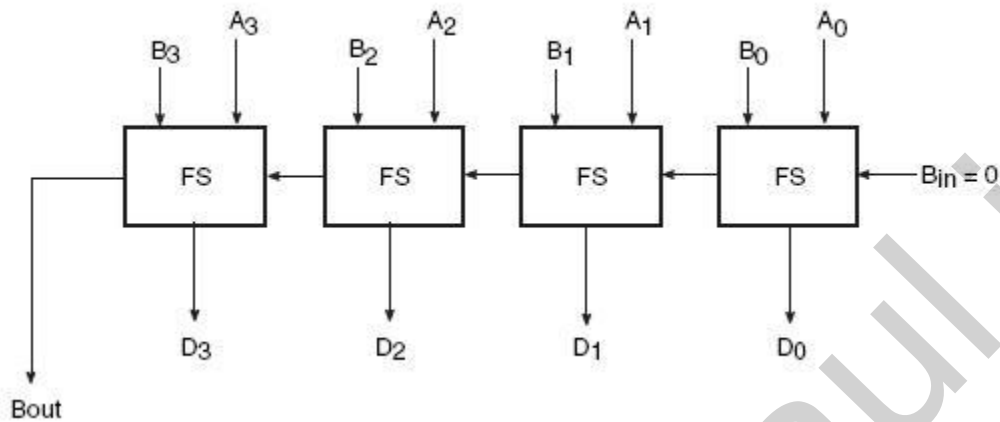 B3 A3 B2 A2 B1 A1 B0 A0
FS FS FS FS Bin = 0
D3 D2 D1 D0
Bout